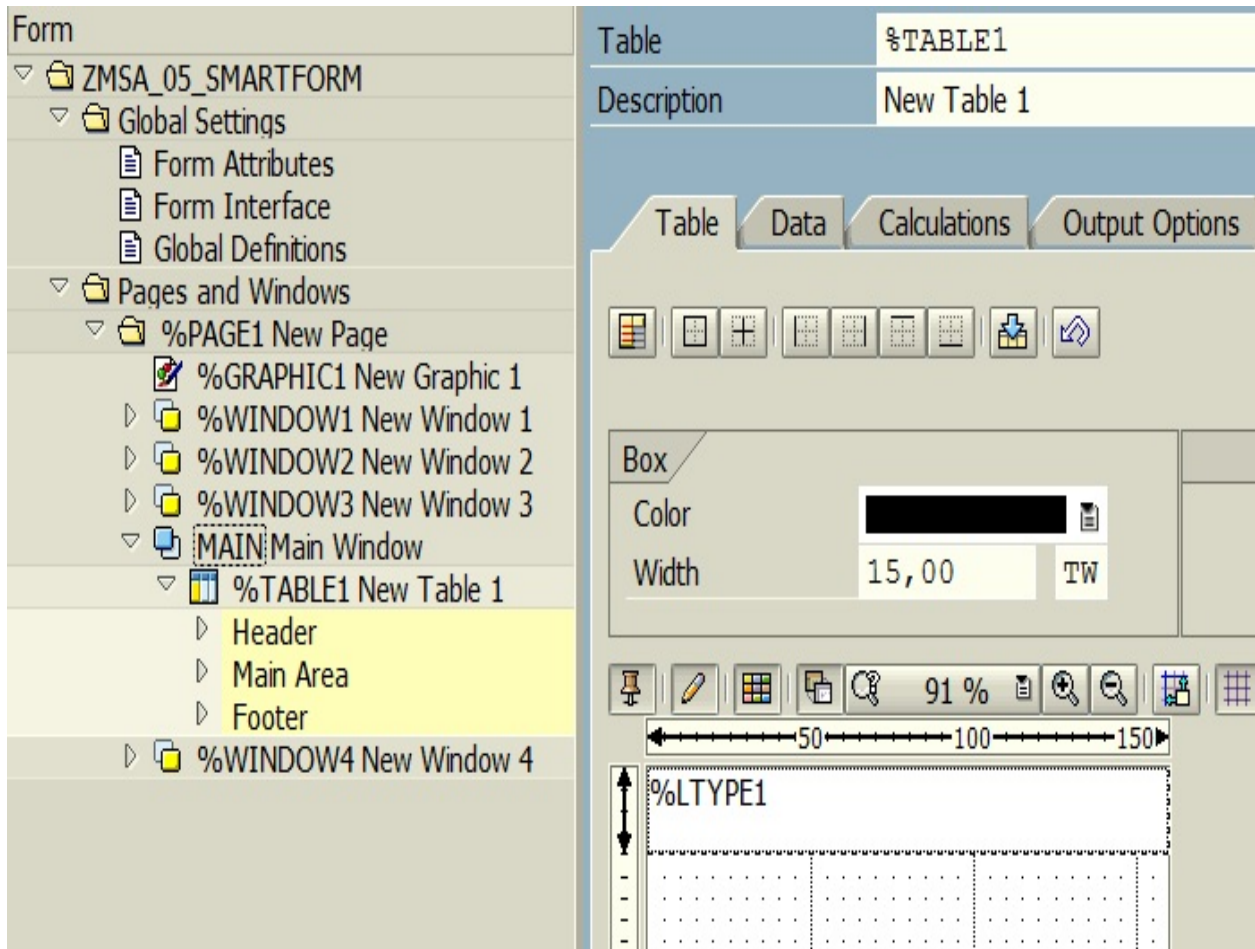 Form
ZMSA_05_SMARTFORM
Global Settings
Form Attributes
Form Interface
Global Definitions
Pages and Windows
%PAGE1 New Page
%GRAPHIC1 New Graphic 1
%WINDOW1 New Window 1
%WINDOW2 New Window 2
%WINDOW3 New Window 3
MAIN Main Window
%TABLE1 New Table 1
Header
Main Area
Footer
%WINDOW4 New Window 4
Table %TABLE1
Description New Table 1
Table Data Calculations Output Options
Box
Color
Width 15,00 TW
91 %
50 100 150
%LTYPE1